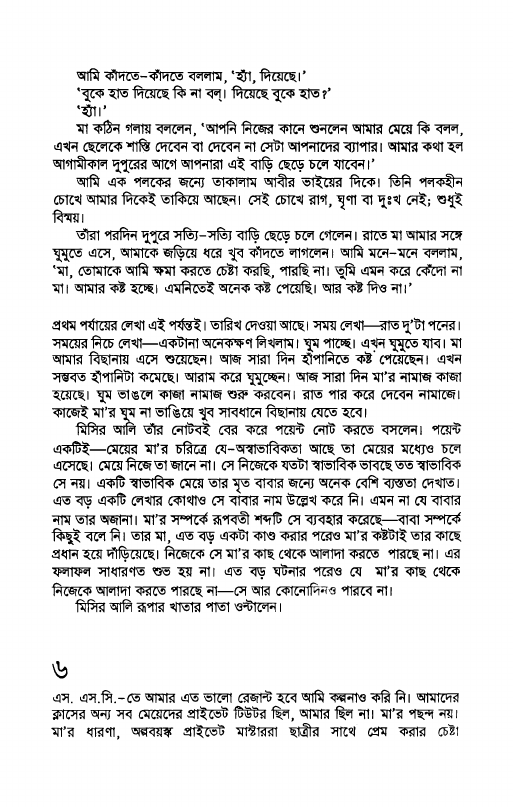 আমি কাঁদতে-কাঁদতে বললাম, ‘হ্যাঁ, দিয়েছে।’
‘বুকে হাত দিয়েছে কি না বল্। দিয়েছে বুকে হাত?’
‘হ্যাঁ।’
মা কঠিন গলায় বললেন, ‘আপনি নিজের কানে শুনলেন আমার মেয়ে কি বলল,
এখন ছেলেকে শাস্তি দেবেন বা দেবেন না সেটা আপনাদের ব্যাপার। আমার কথা হল
আগামীকাল দুপুরের আগে আপনারা এই বাড়ি ছেড়ে চলে যাবেন।’
আমি এক পলকের জন্যে তাকালাম আবীর ভাইয়ের দিকে। তিনি পলকহীন
চোখে আমার দিকেই তাকিয়ে আছেন। সেই চোখে রাগ, ঘৃণা বা দুঃখ নেই; শুধুই
বিস্ময়।
তাঁরা পরদিন দুপুরে সত্যি-সত্যি বাড়ি ছেড়ে চলে গেলেন। রাতে মা আমার সঙ্গে
ঘুমুতে এসে, আমাকে জড়িয়ে ধরে খুব কাঁদতে লাগলেন। আমি মনে-মনে বললাম,
‘মা, তোমাকে আমি ক্ষমা করতে চেষ্টা করছি, পারছি না। তুমি এমন করে কেঁদো না
মা। আমার কষ্ট হচ্ছে। এমনিতেই অনেক কষ্ট পেয়েছি। আর কষ্ট দিও না।’
প্রথম পর্যায়ের লেখা এই পর্যন্তই। তারিখ দেওয়া আছে। সময় লেখা—রাত দু’টা পনের।
সময়ের নিচে লেখা—একটানা অনেকক্ষণ লিখলাম। ঘুম পাচ্ছে। এখন ঘুমুতে যাব। মা
আমার বিছানায় এসে শুয়েছেন। আজ সারা দিন হাঁপানিতে কষ্ট পেয়েছেন। এখন
সম্ভবত হাঁপানিটা কমেছে। আরাম করে ঘুমুচ্ছেন। আজ সারা দিন মা’র নামাজ কাজা
হয়েছে। ঘুম ভাঙলে কাজা নামাজ শুরু করবেন। রাত পার করে দেবেন নামাজে।
কাজেই মা’র ঘুম না ভাঙিয়ে খুব সাবধানে বিছানায় যেতে হবে।
মিসির আলি তাঁর নোটবই বের করে পয়েন্ট নোট করতে বসলেন। পয়েন্ট
একটিই—মেয়ের মা’র চরিত্রে যে-অস্বাভাবিকতা আছে তা মেয়ের মধ্যেও চলে
এসেছে। মেয়ে নিজে তা জানে না। সে নিজেকে যতটা স্বাভাবিক ভাবছে তত স্বাভাবিক
সে নয়। একটি স্বাভাবিক মেয়ে তার মৃত বাবার জন্যে অনেক বেশি ব্যস্ততা দেখাত।
এত বড় একটি লেখার কোথাও সে বাবার নাম উল্লেখ করে নি। এমন না যে বাবার
নাম তার অজানা। মা’র সম্পর্কে রূপবতী শব্দটি সে ব্যবহার করেছে—বাবা সম্পর্কে
কিছুই বলে নি। তার মা, এত বড় একটা কাণ্ড করার পরেও মা’র কষ্টটাই তার কাছে
প্রধান হয়ে দাঁড়িয়েছে। নিজেকে সে মা’র কাছ থেকে আলাদা করতে পারছে না। এর
ফলাফল সাধারণত শুভ হয় না। এত বড় ঘটনার পরেও যে মা’র কাছ থেকে
নিজেকে আলাদা করতে পারছে না—সে আর কোনোদিনও পারবে না।
মিসির আলি রূপার খাতার পাতা ওল্টালেন।
৬
এস. এস.সি.-তে আমার এত ভালো রেজাল্ট হবে আমি কল্পনাও করি নি। আমাদের
ক্লাসের অন্য সব মেয়েদের প্রাইভেট টিউটর ছিল, আমার ছিল না। মা’র পছন্দ নয়।
মা’র ধারণা, অল্পবয়স্ক প্রাইভেট মাস্টাররা ছাত্রীর সাথে প্রেম করার চেষ্টা